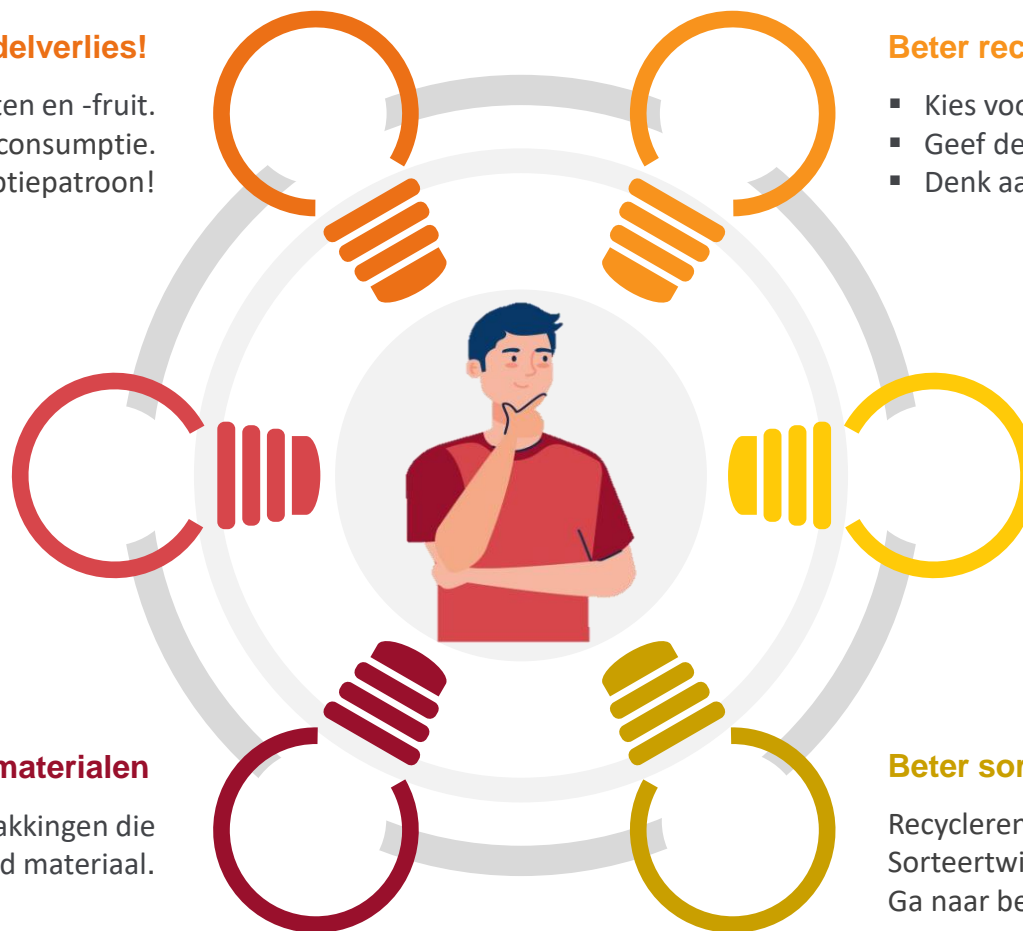 delverlies!
ten en -fruit.
consumptie.
ptiepatroon!
Beter rec
▪ Kies voo
▪ Geef de
▪ Denk aa
materialen
akkingen die
d materiaal.
Beter sor
Recycleren
Sorteertwi
Ga naar be